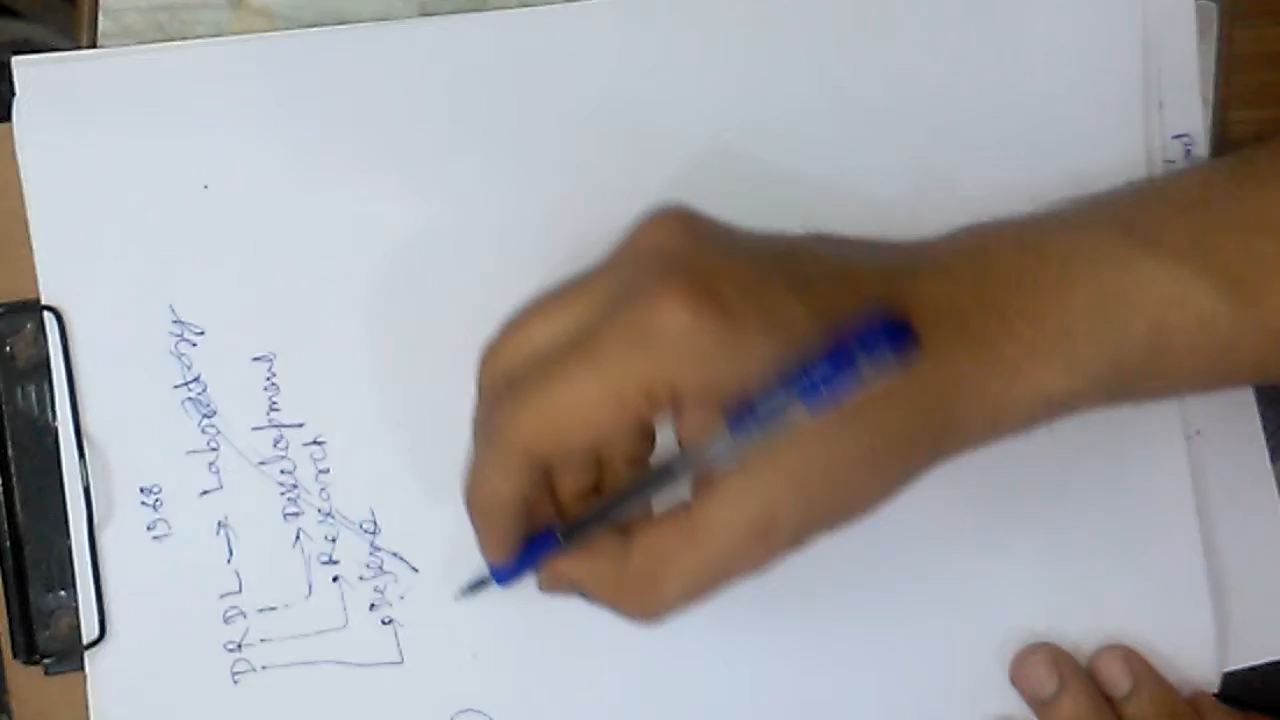 1968
DRDL → Laboratory
Development
Research
Defence